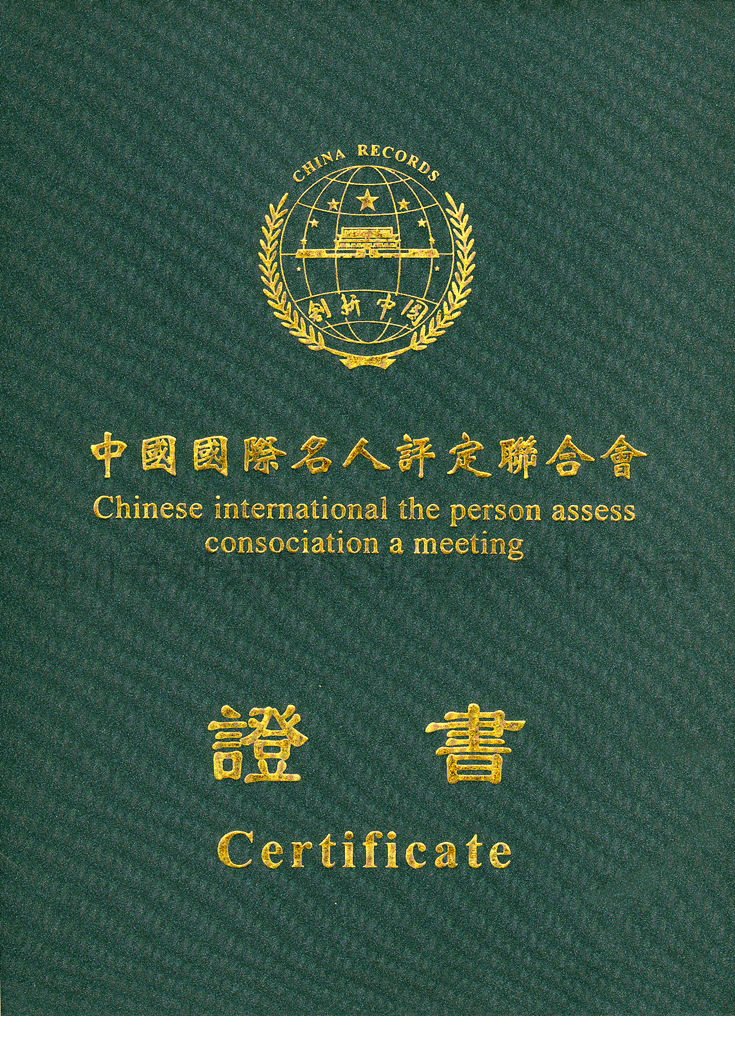 CHINA RECORDS
創新中国
中國國際名人評定聯合會
Chinese international the person assess
consociation a meeting
證書
Certificate